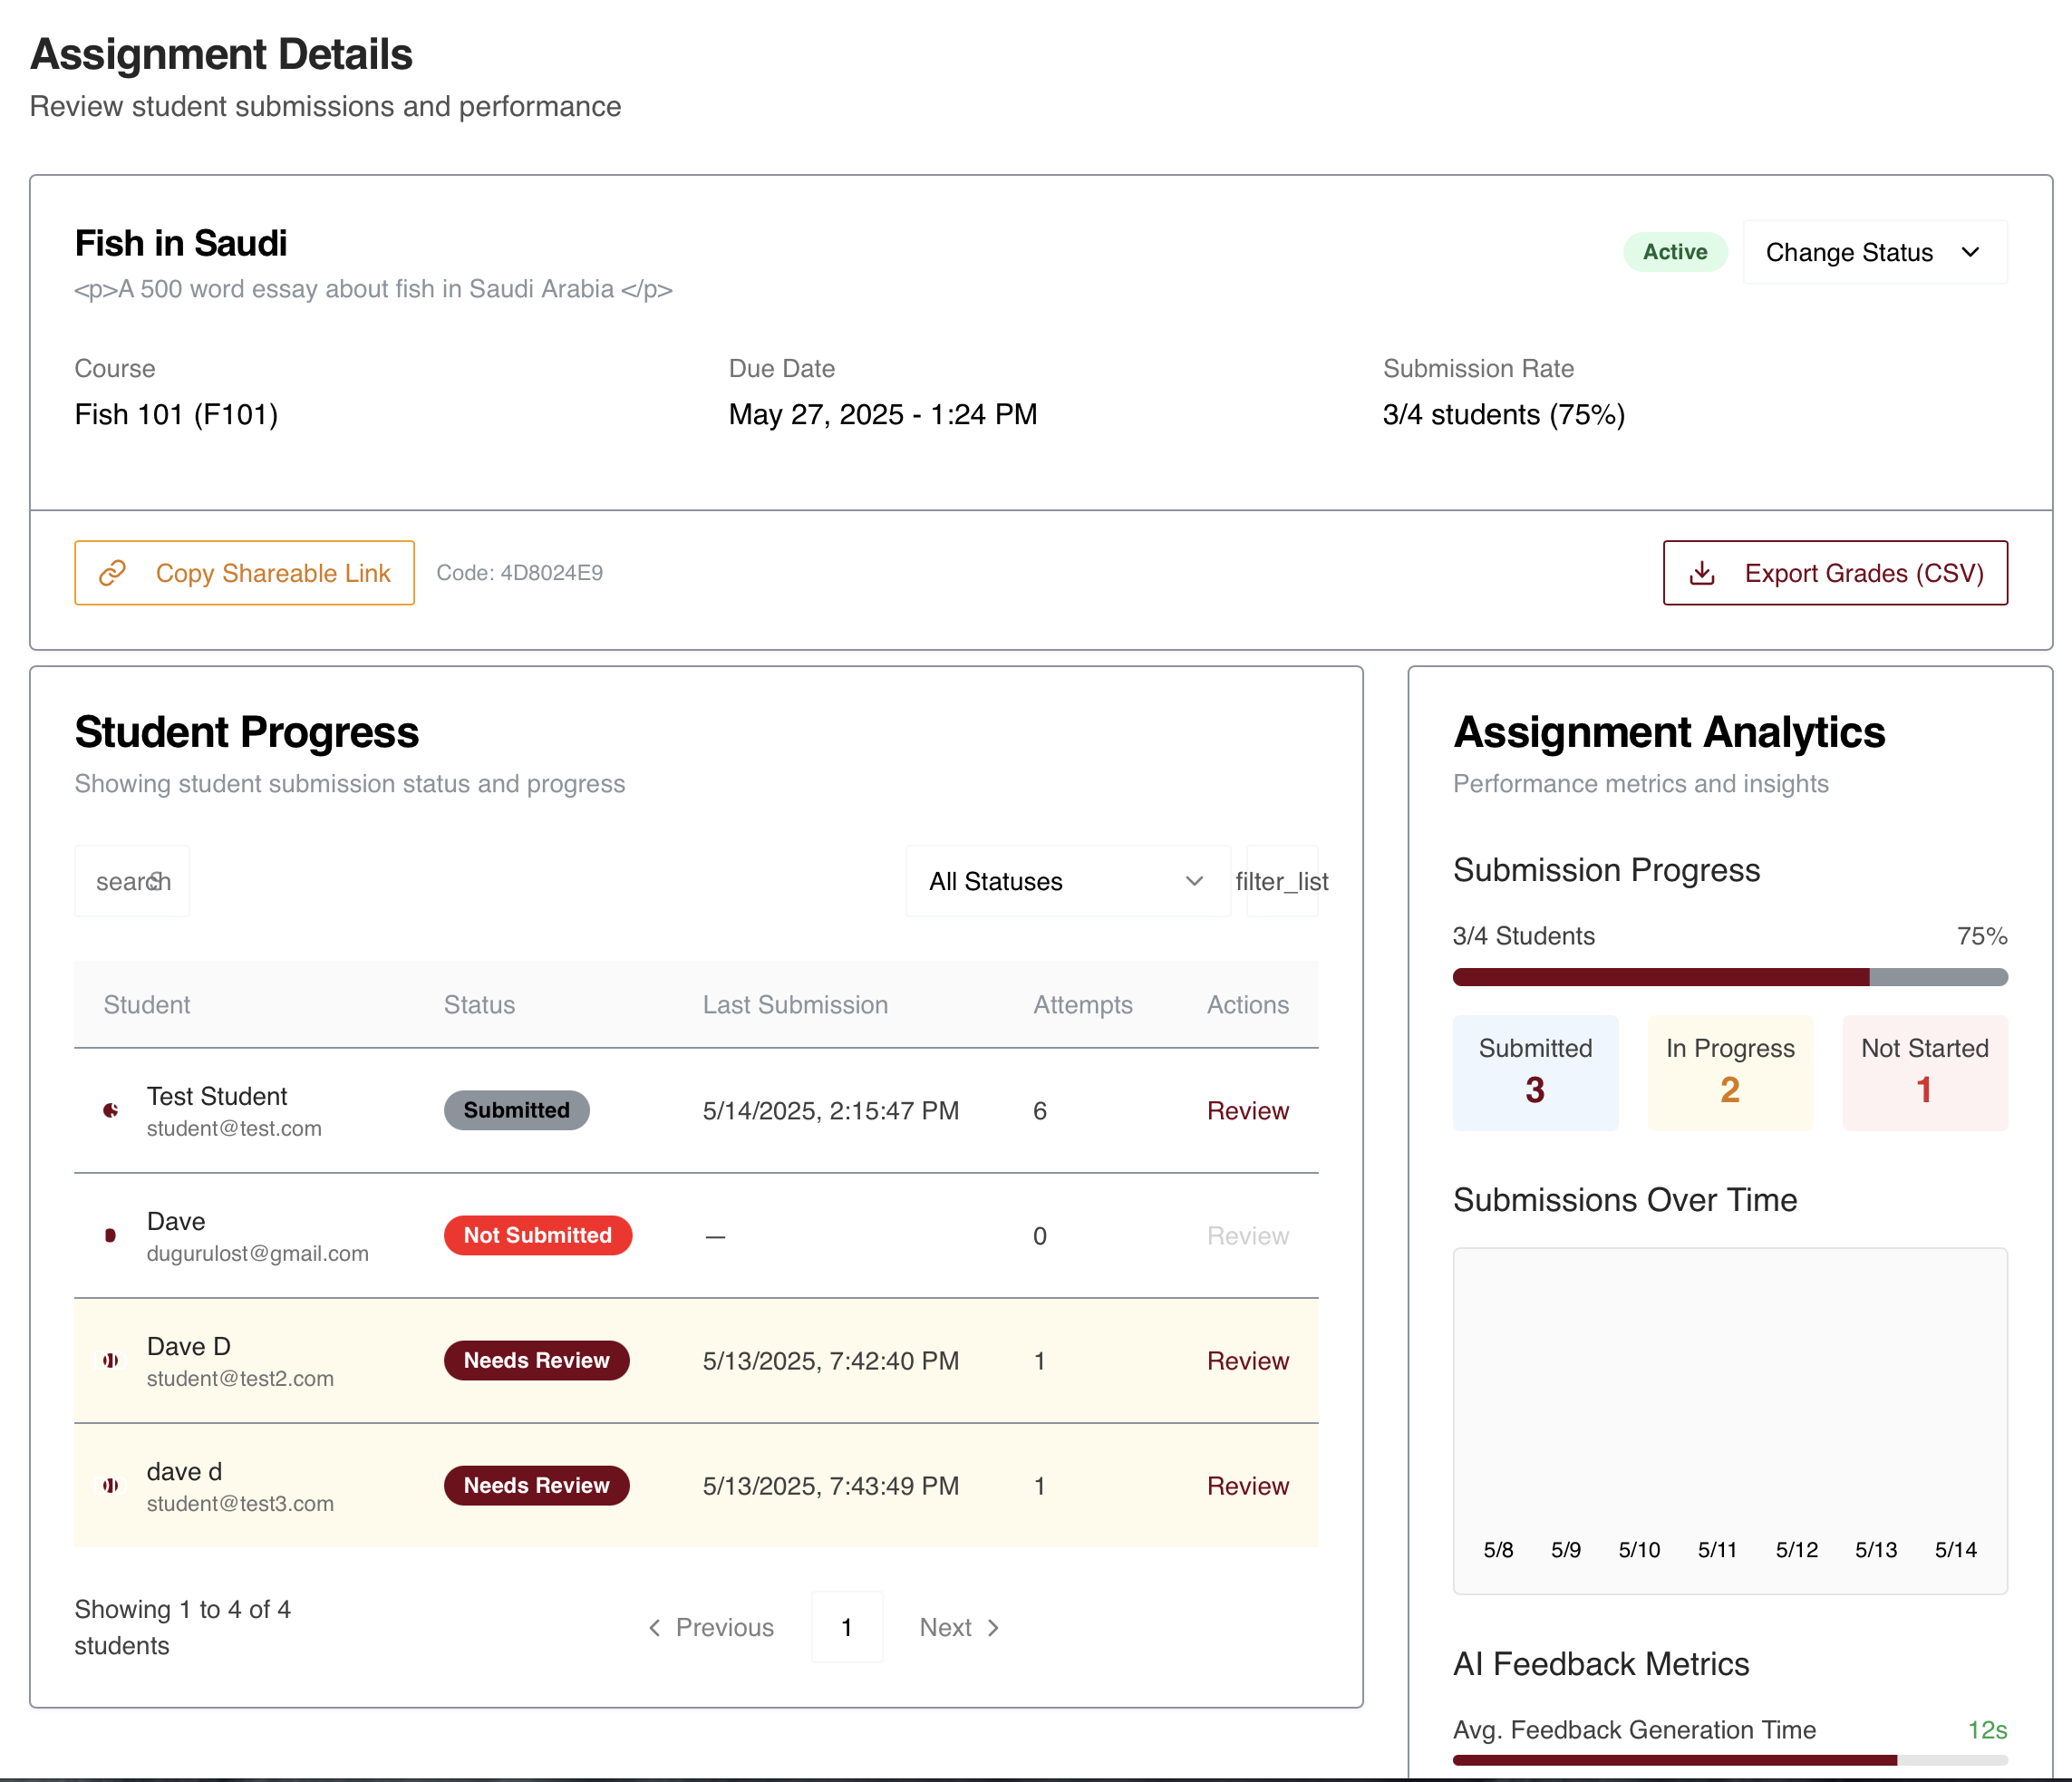 Assignment Details
Review student submissions and performance
Fish in Saudi
<p>A 500 word essay about fish in Saudi Arabia </p>
Active
Change Status
Course
Due Date
Submission Rate
Fish 101 (F101)
May 27, 2025 - 1:24 PM
3/4 students (75%)
Copy Shareable Link
Code: 4D8024E9
Export Grades (CSV)
Student Progress
Showing student submission status and progress
search
All Statuses
filter_list
Student Status Last Submission Attempts Actions
Test Student
student@test.com
Submitted
5/14/2025, 2:15:47 PM
6
Review
Dave
dugurulost@gmail.com
Not Submitted
—
0
Review
Dave D
student@test2.com
Needs Review
5/13/2025, 7:42:40 PM
1
Review
dave d
student@test3.com
Needs Review
5/13/2025, 7:43:49 PM
1
Review
Showing 1 to 4 of 4
students
Previous
1
Next
Assignment Analytics
Performance metrics and insights
Submission Progress
3/4 Students
75%
Submitted
3
In Progress
2
Not Started
1
Submissions Over Time
5/8 5/9 5/10 5/11 5/12 5/13 5/14
AI Feedback Metrics
Avg. Feedback Generation Time
12s